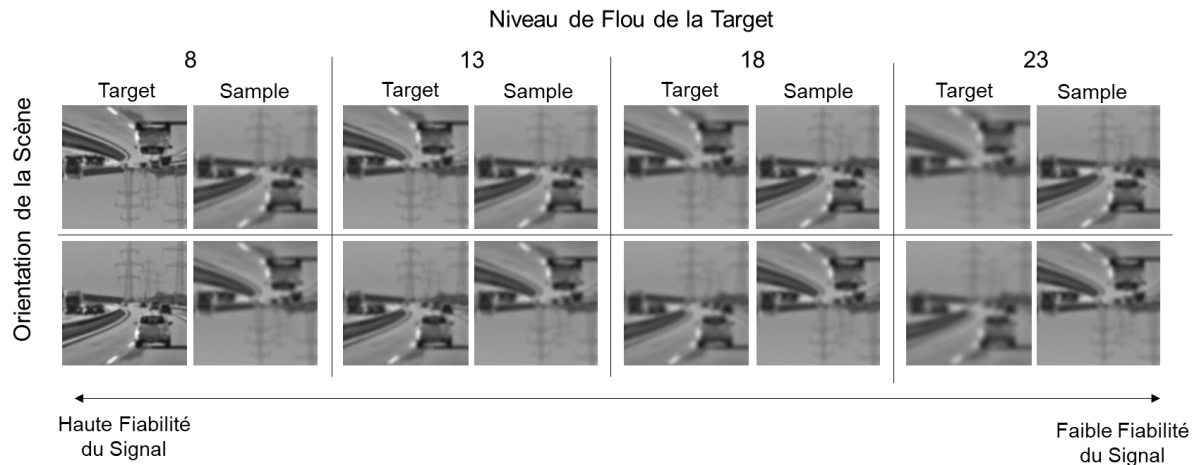 Niveau de Flou de la Target
8
13
18
23
Target
Sample
Target
Sample
Target
Sample
Target
Sample
Orientation de la Scène
Haute Fiabilité
du Signal
Faible Fiabilité
du Signal